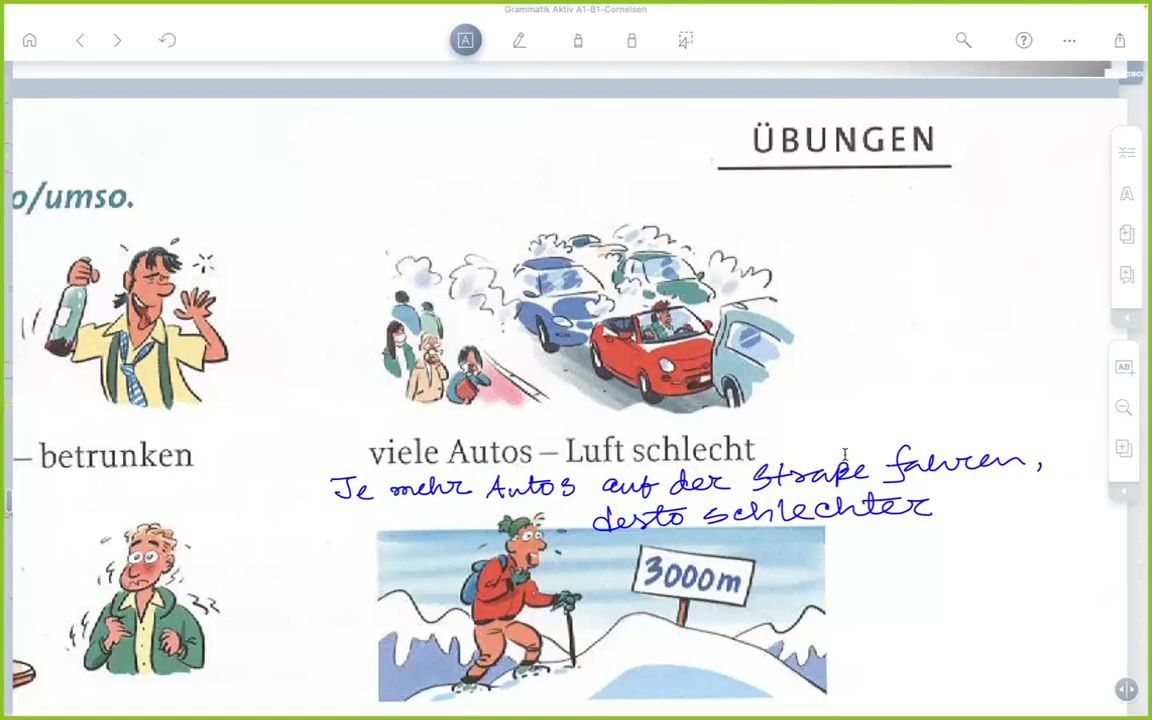 Grammatik Aktiv A1-B1-Cornelsen
ÜBUNGEN
o/umso.
– betrunken
viele Autos – Luft schlecht
Je mehr Autos auf der Straße fahren,
desto schlechter
3000m